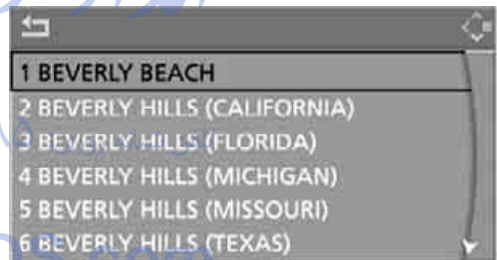 1 BEVERLY BEACH
2 BEVERLY HILLS (CALIFORNIA)
3 BEVERLY HILLS (FLORIDA)
4 BEVERLY HILLS (MICHIGAN)
5 BEVERLY HILLS (MISSOURI)
6 BEVERLY HILLS (TEXAS)